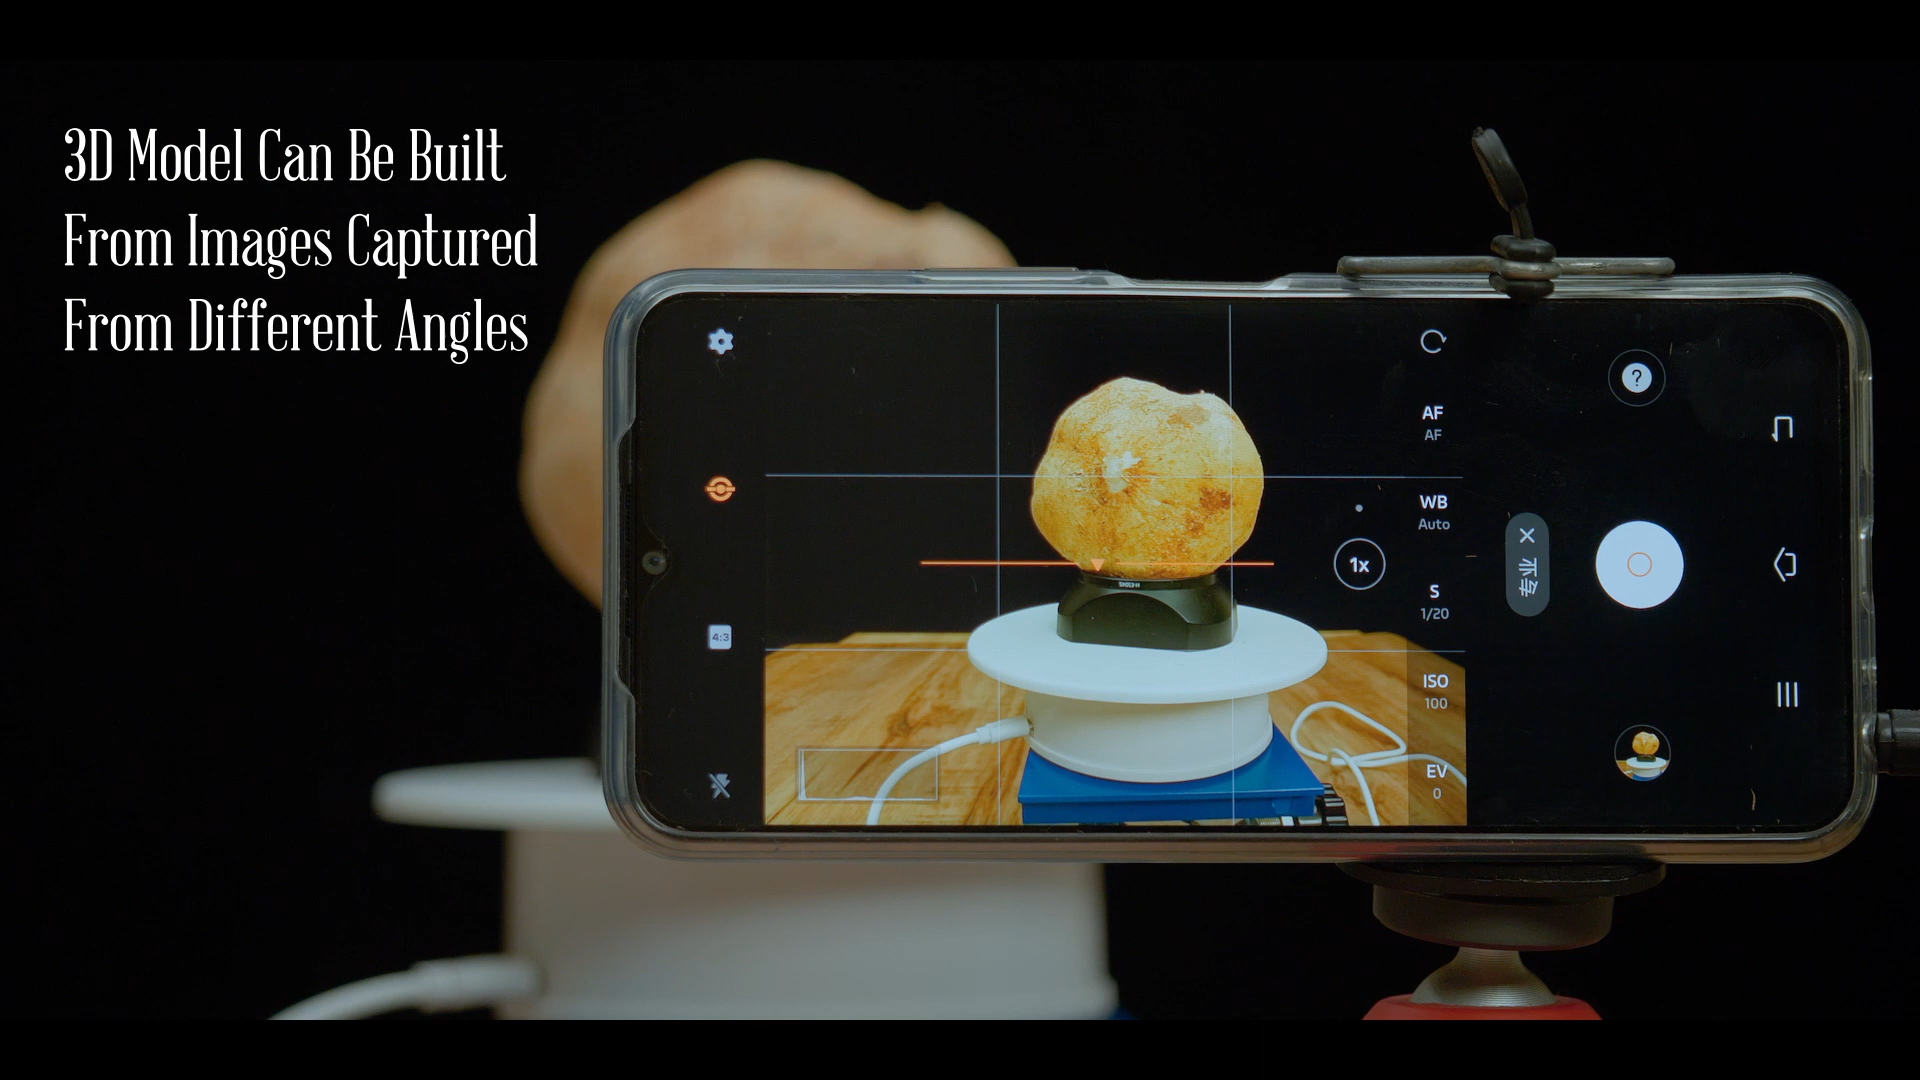 3D Model Can Be Built
From Images Captured
From Different Angles
AF
AF
WB
Auto
1x
S
1/20
4:3
ISO
100
EV
0
?